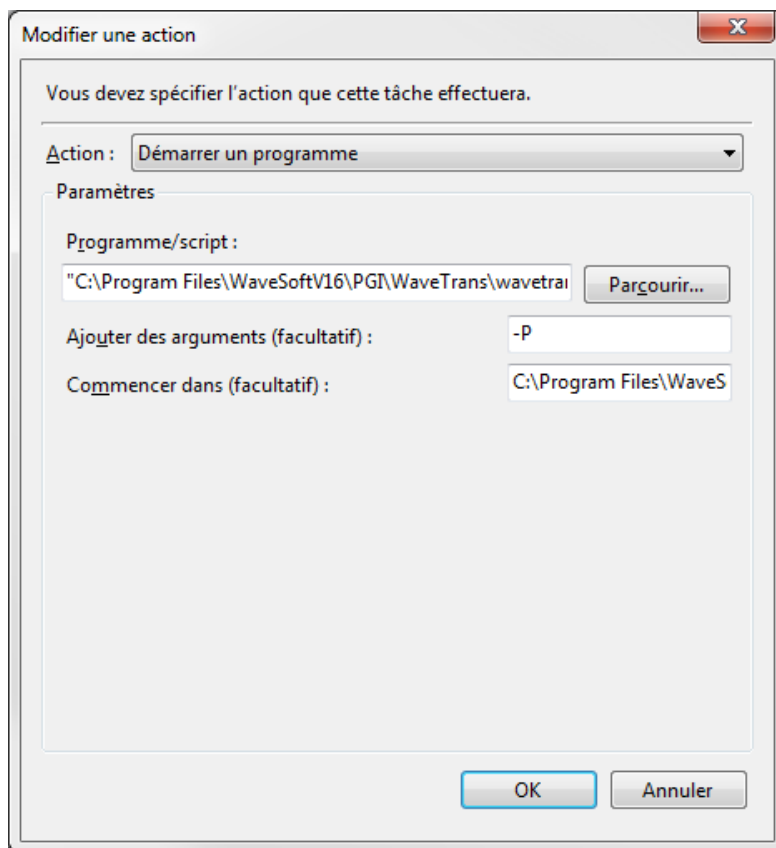 Modifier une action
Vous devez spécifier l'action que cette tâche effectuera.
Action : Démarrer un programme
Paramètres
Programme/script :
"C:\Program Files\WaveSoftV16\PGI\WaveTrans\wavetra Parcourir...
Ajouter des arguments (facultatif) : -P
Commencer dans (facultatif) : C:\Program Files\WaveS
OK Annuler